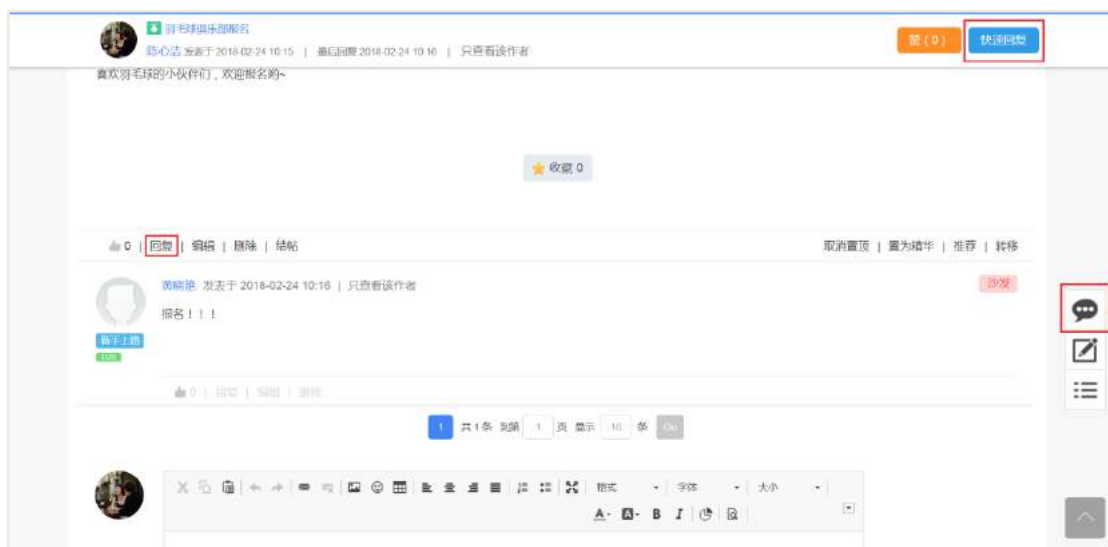 羽毛球俱乐部报名
陈心洁 发表于 2018-02-24 10:15 | 最后回复 2018-02-24 10:16 | 只查看该作者
赞 ( 0 )
快速回复
喜欢羽毛球的小伙伴们，欢迎报名哟~
收藏 0
0 | 回复 | 编辑 | 删除 | 结帖
取消置顶 | 置为精华 | 推荐 | 转移
黄晓艳 发表于 2018-02-24 10:16 | 只查看该作者
沙发
报名！！！
新手上路
0 | 回复 | 编辑 | 删除
1 共 1 条 到第 1 页 显示 10 条 Go
格式 字体 大小
A A B I